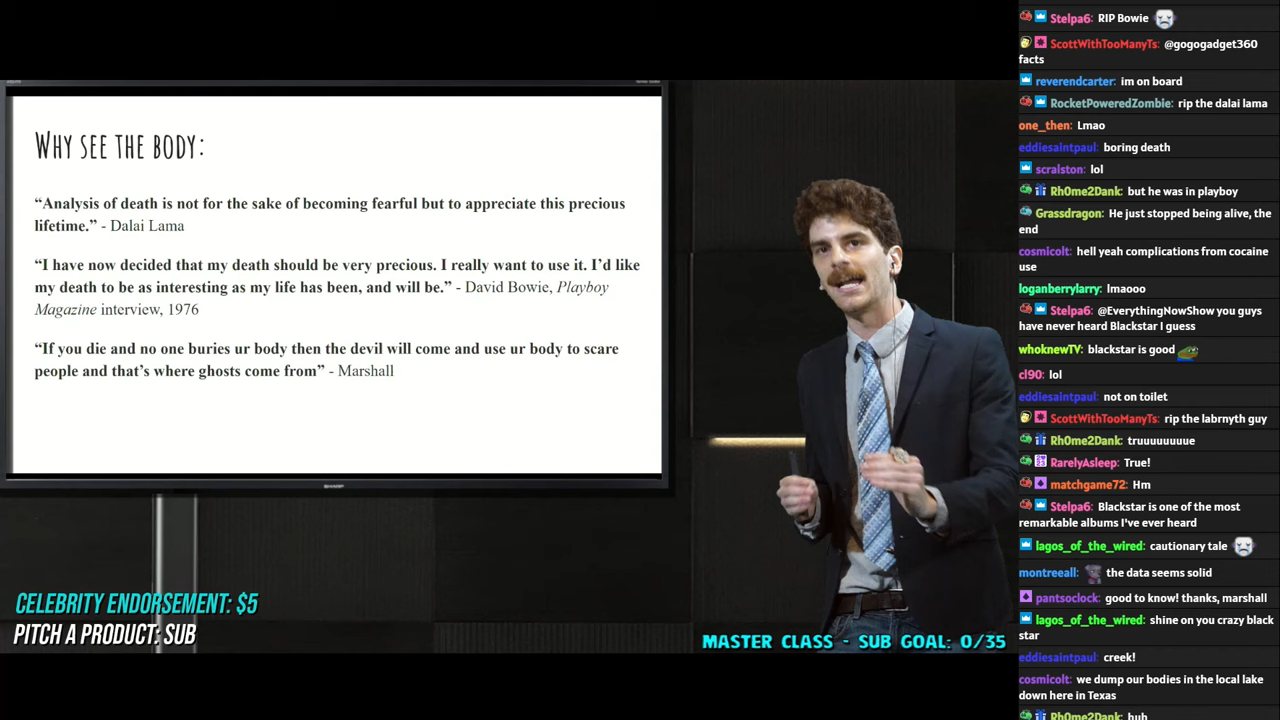 WHY SEE THE BODY:
“Analysis of death is not for the sake of becoming fearful but to appreciate this precious
lifetime.” - Dalai Lama
“I have now decided that my death should be very precious. I really want to use it. I’d like
my death to be as interesting as my life has been, and will be.” - David Bowie, Playboy
Magazine interview, 1976
“If you die and no one buries ur body then the devil will come and use ur body to scare
people and that’s where ghosts come from” - Marshall
SHARP
CELEBRITY ENDORSEMENT: $5
PITCH A PRODUCT: SUB
MASTER CLASS - SUB GOAL: 0/35
Stelpa6: RIP Bowie
ScottWithTooManyTs: @gogogadget360
facts
reverendcarter: im on board
RocketPoweredZombie: rip the dalai lama
one_then: Lmao
eddiesaintpaul: boring death
scralston: lol
Rh0me2Dank: but he was in playboy
Grassdragon: He just stopped being alive, the
end
cosmicolt: hell yeah complications from cocaine
use
loganberrylarry: lmaooo
Stelpa6: @EverythingNowShow you guys
have never heard Blackstar I guess
whoknewTV: blackstar is good
cl90: lol
eddiesaintpaul: not on toilet
ScottWithTooManyTs: rip the labrnyth guy
Rh0me2Dank: truuuuuuuue
RarelyAsleep: True!
matchgame72: Hm
Stelpa6: Blackstar is one of the most
remarkable albums I've ever heard
lagos_of_the_wired: cautionary tale
montreeall: the data seems solid
pantsoclock: good to know! thanks, marshall
lagos_of_the_wired: shine on you crazy black
star
eddiesaintpaul: creek!
cosmicolt: we dump our bodies in the local lake
down here in Texas
Rh0me2Dank: huh